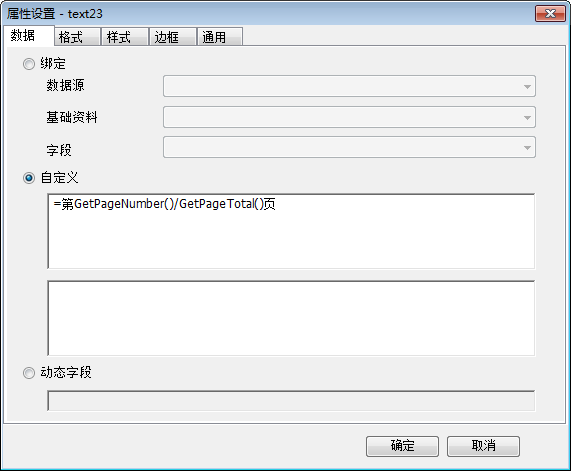 属性设置 - text23
数据 格式 样式 边框 通用
绑定
数据源
基础资料
字段
自定义
=第GetPageNumber()/GetPageTotal()页
动态字段
确定 取消